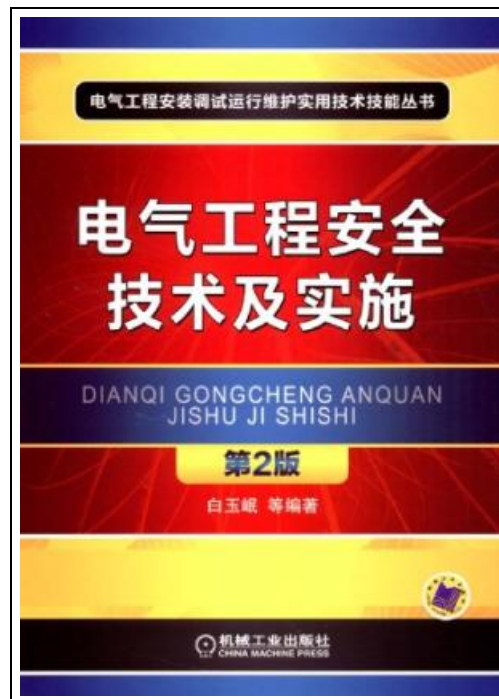 电气工程安装调试运行维护实用技术技能丛书
电气工程安全
技术及实施
DIANQI GONGCHENG ANQUAN
JISHU JI SHISHI
第2版
白玉岷 等编著
机械工业出版社
CHINA MACHINE PRESS